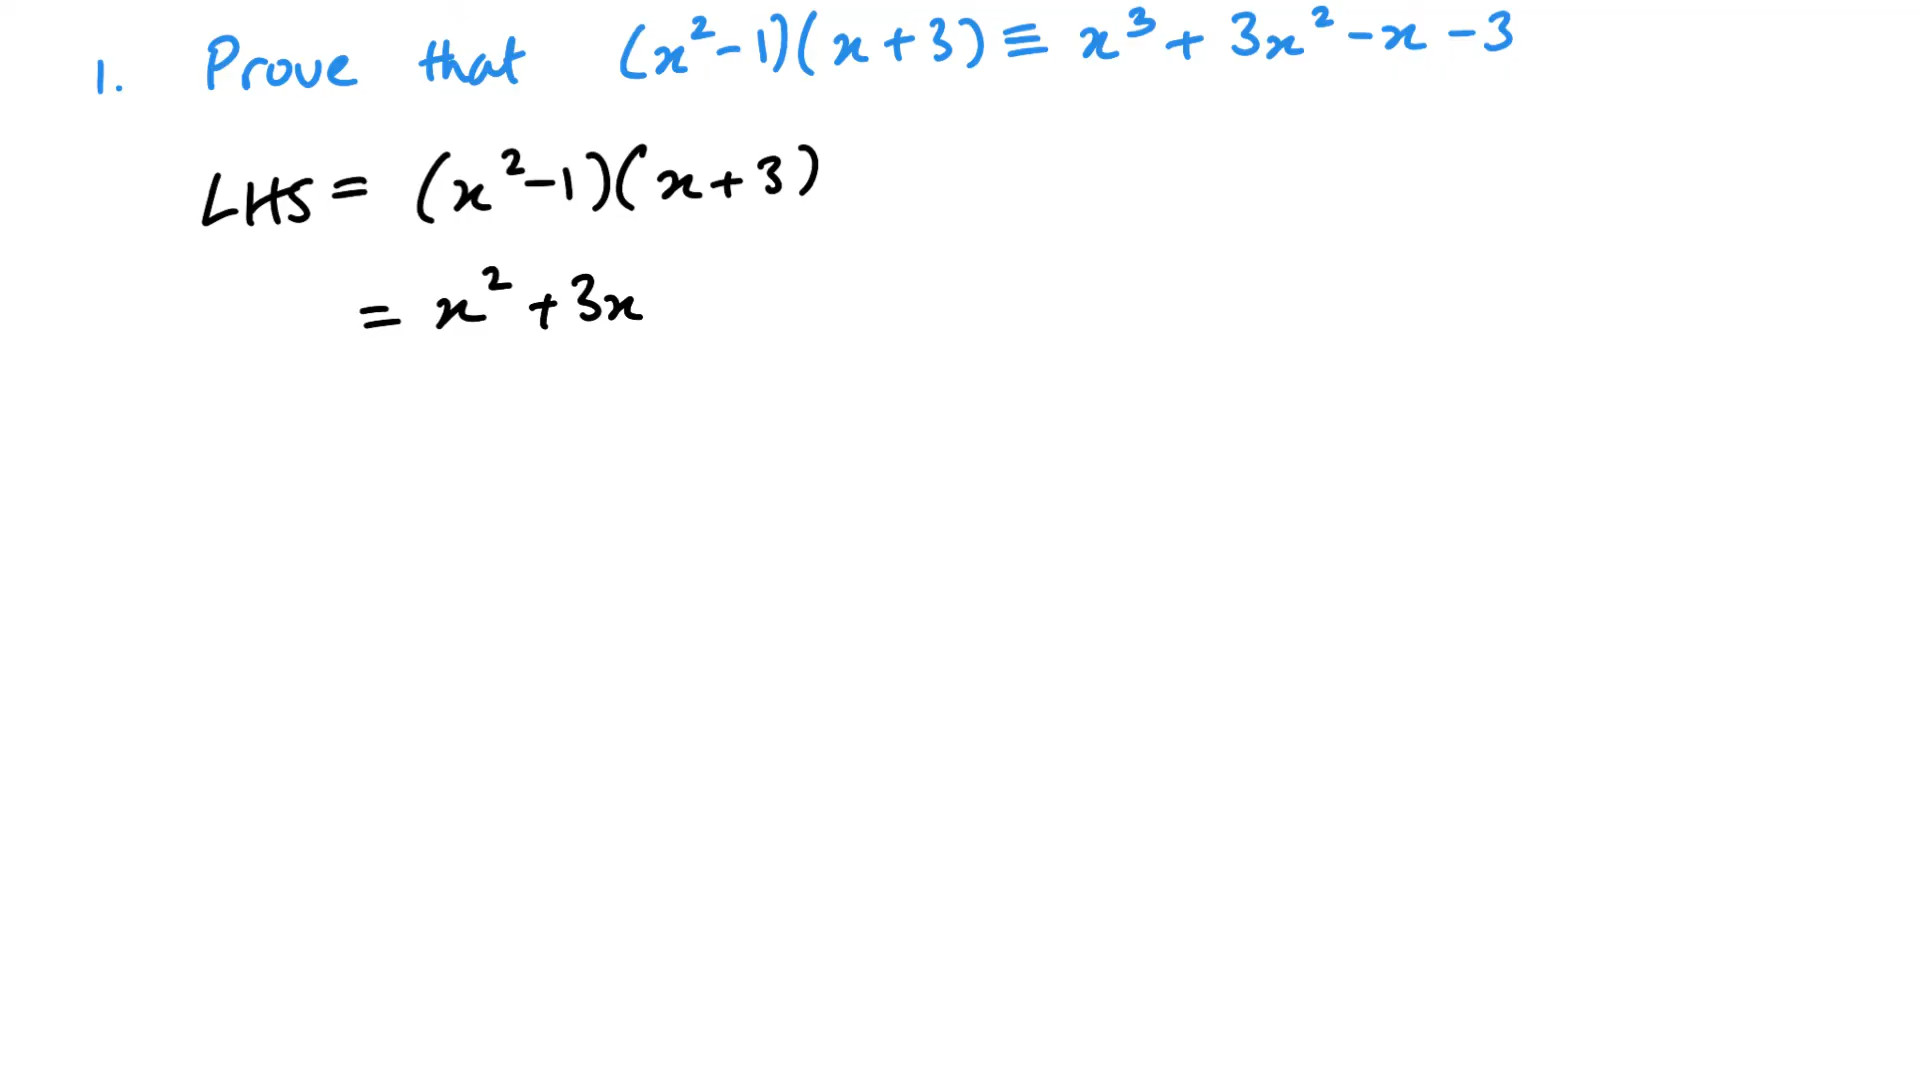 1. Prove that (x²-1)(x+3) ≡ x³ + 3x² - x - 3
LHS = (x²-1)(x+3)
= x² + 3x